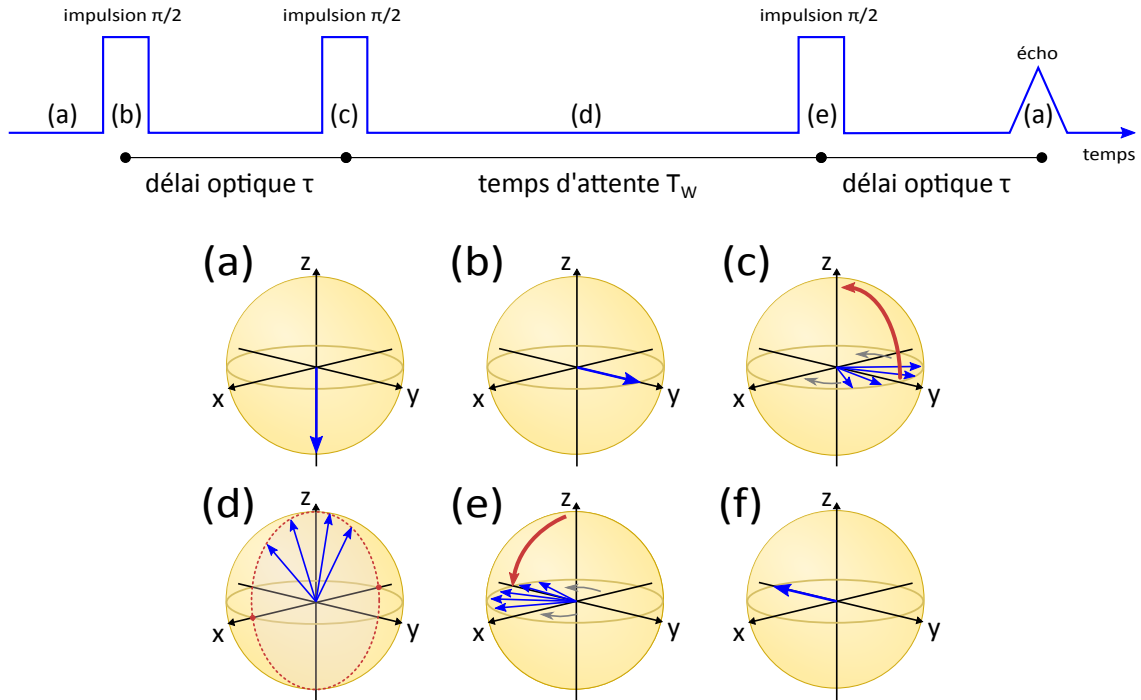 impulsion π/2 impulsion π/2 impulsion π/2
écho
(a) (b) (c) (d) (e) (a)
temps
délai optique τ temps d'attente T_W délai optique τ
(a) (b) (c)
z z z
x y x y x y
(d) (e) (f)
z z z
x y x y x y